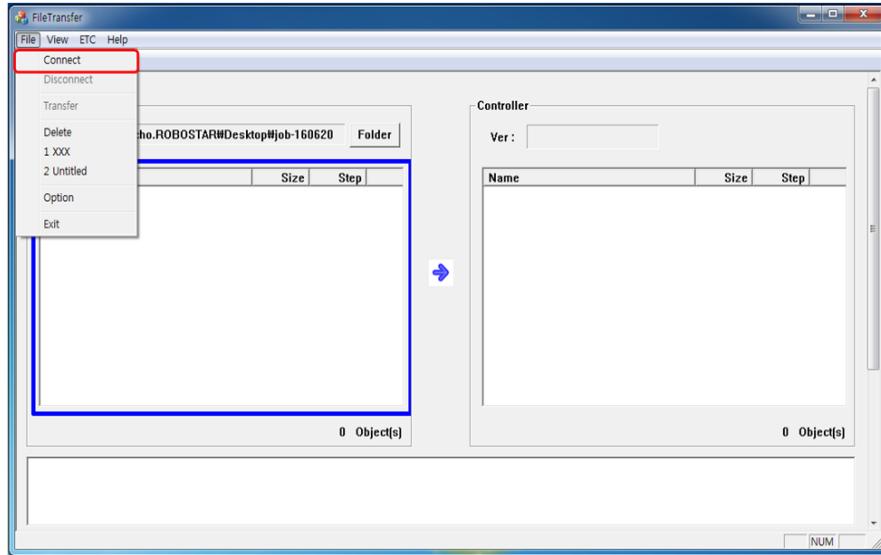 FileTransfer
File View ETC Help
Connect
Disconnect
Transfer
Delete
1 XXX
2 Untitled
Option
Exit
cho.ROBOSTAR₩Desktop₩job-160620 Folder
Size Step
0 Object(s)
Controller
Ver :
Name Size Step
0 Object(s)
NUM